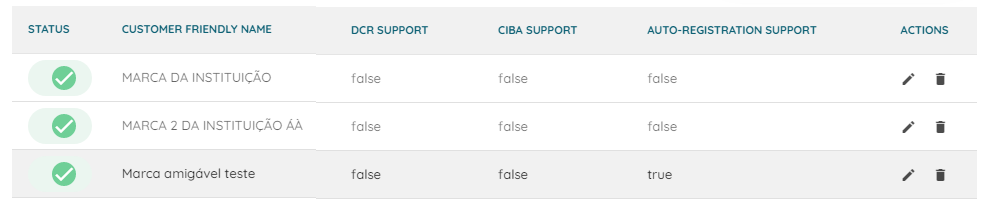 STATUS CUSTOMER FRIENDLY NAME DCR SUPPORT CIBA SUPPORT AUTO-REGISTRATION SUPPORT ACTIONS
MARCA DA INSTITUIÇÃO false false false
MARCA 2 DA INSTITUIÇÃO ÁÀ false false false
Marca amigável teste false false true